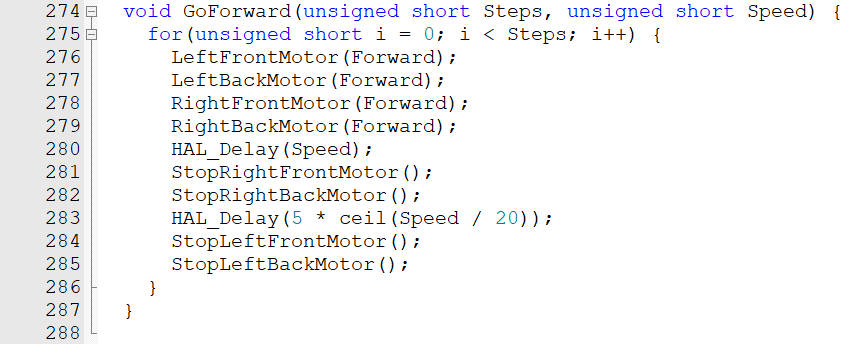 274 void GoForward(unsigned short Steps, unsigned short Speed) {
275 for(unsigned short i = 0; i < Steps; i++) {
276 LeftFrontMotor(Forward);
277 LeftBackMotor(Forward);
278 RightFrontMotor(Forward);
279 RightBackMotor(Forward);
280 HAL_Delay(Speed);
281 StopRightFrontMotor();
282 StopRightBackMotor();
283 HAL_Delay(5 * ceil(Speed / 20));
284 StopLeftFrontMotor();
285 StopLeftBackMotor();
286 }
287 }
288